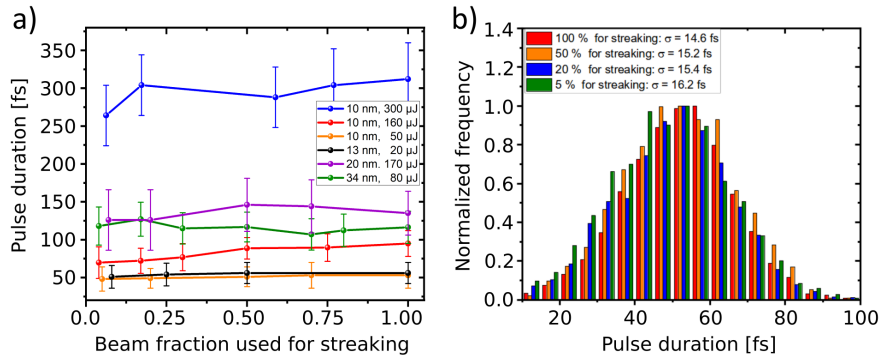 a)
Pulse duration [fs]
350
300
250
200
150
100
50
0.0
0.25
0.5
0.75
1.0
Beam fraction used for streaking
10 nm, 300 µJ
10 nm, 160 µJ
10 nm, 50 µJ
13 nm, 20 µJ
20 nm. 170 µJ
34 nm, 80 µJ
b)
Normalized frequency
1.4
1.2
1.0
0.8
0.6
0.4
0.2
0.0
20
40
60
80
100
Pulse duration [fs]
100 % for streaking: σ = 14.6 fs
50 % for streaking: σ = 15.2 fs
20 % for streaking: σ = 15.4 fs
5 % for streaking: σ = 16.2 fs